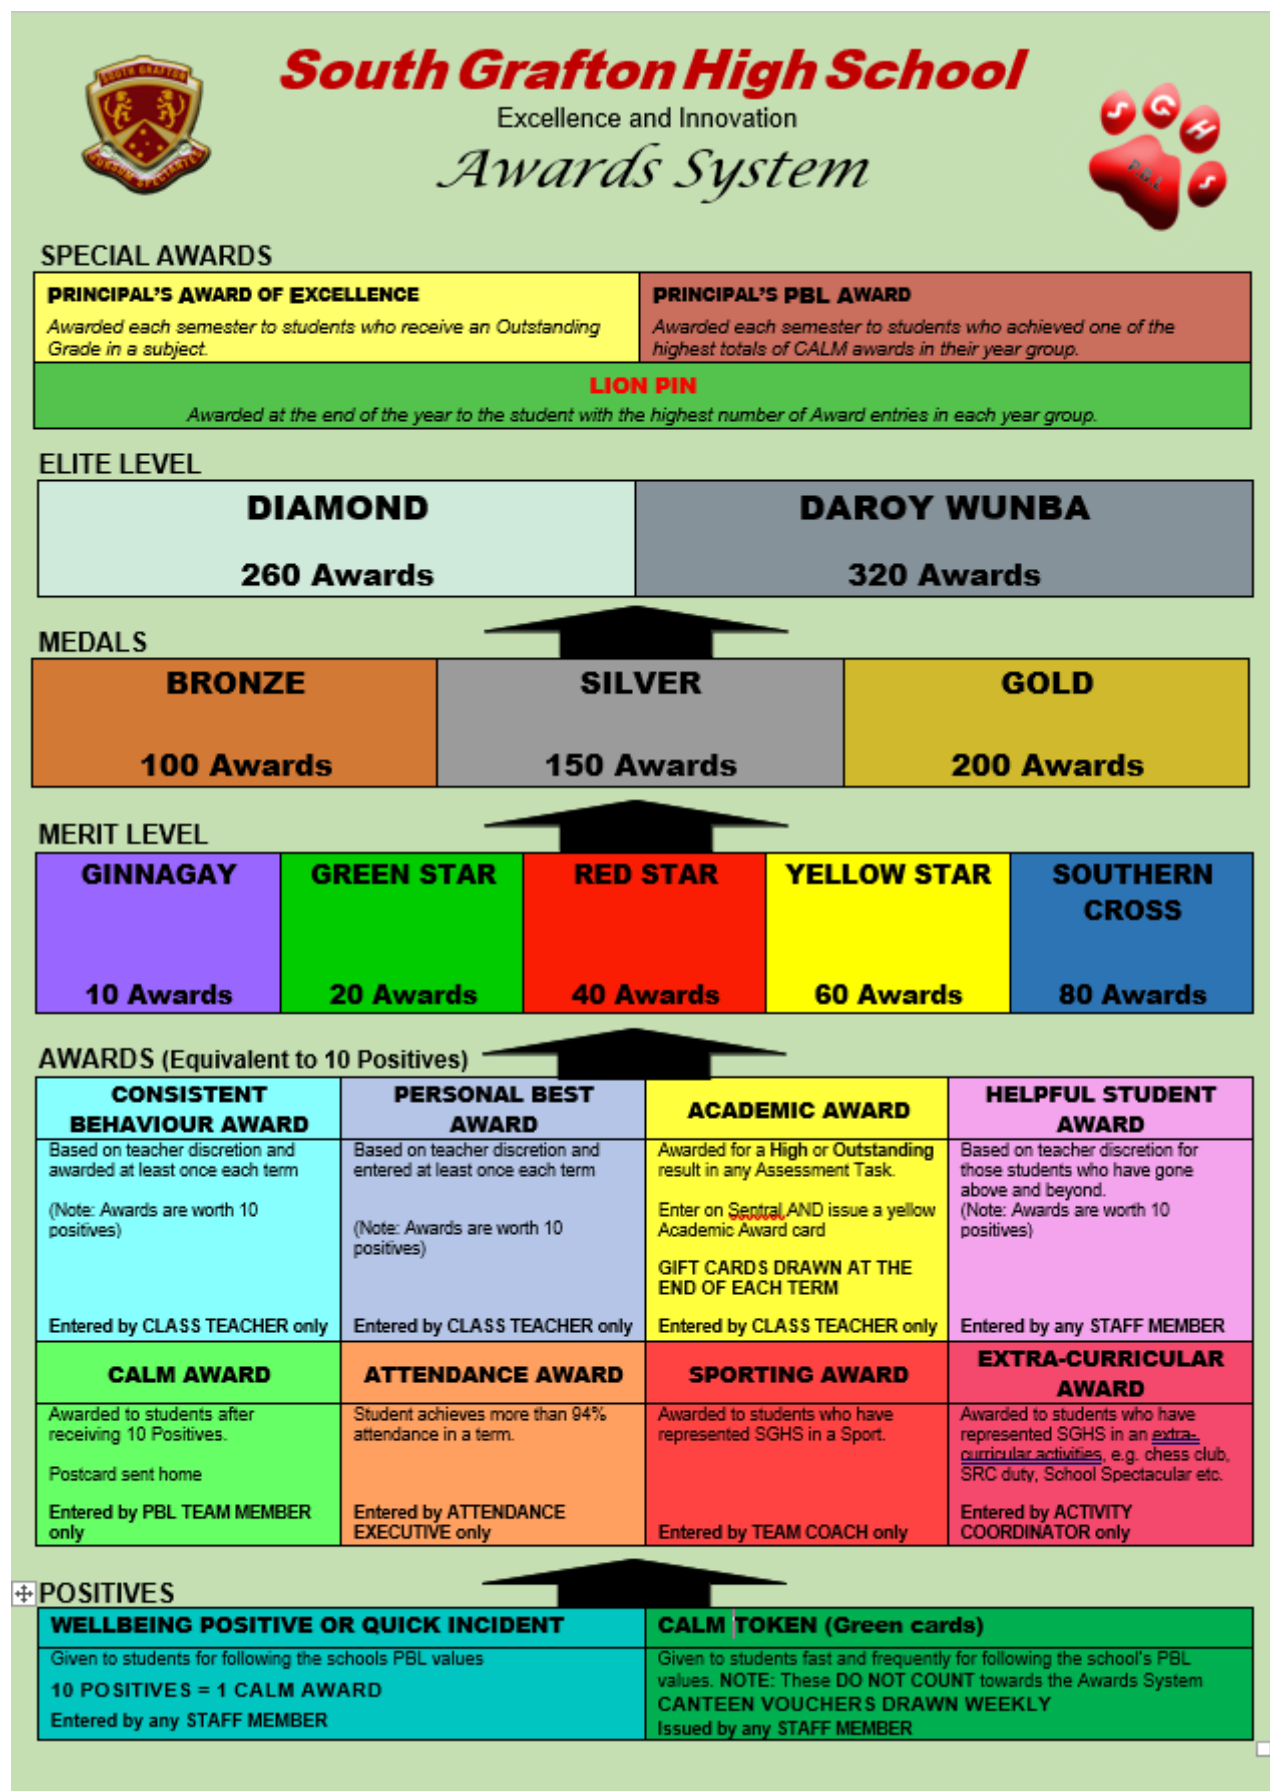 SOUTH GRAFTON
SURSUM SPECTANTES
South Grafton High School
Excellence and Innovation
Awards System
S G H S
P.B.L
SPECIAL AWARDS
PRINCIPAL'S AWARD OF EXCELLENCE
Awarded each semester to students who receive an Outstanding
Grade in a subject.
PRINCIPAL'S PBL AWARD
Awarded each semester to students who achieved one of the
highest totals of CALM awards in their year group.
LION PIN
Awarded at the end of the year to the student with the highest number of Award entries in each year group.
ELITE LEVEL
DIAMOND
260 Awards
DAROY WUNBA
320 Awards
MEDALS
BRONZE
100 Awards
SILVER
150 Awards
GOLD
200 Awards
MERIT LEVEL
GINNAGAY
10 Awards
GREEN STAR
20 Awards
RED STAR
40 Awards
YELLOW STAR
60 Awards
SOUTHERN
CROSS
80 Awards
AWARDS (Equivalent to 10 Positives)
CONSISTENT
BEHAVIOUR AWARD
Based on teacher discretion and
awarded at least once each term
(Note: Awards are worth 10
positives)
Entered by CLASS TEACHER only
PERSONAL BEST
AWARD
Based on teacher discretion and
entered at least once each term
(Note: Awards are worth 10
positives)
Entered by CLASS TEACHER only
ACADEMIC AWARD
Awarded for a High or Outstanding
result in any Assessment Task.
Enter on Sentral AND issue a yellow
Academic Award card
GIFT CARDS DRAWN AT THE
END OF EACH TERM
Entered by CLASS TEACHER only
HELPFUL STUDENT
AWARD
Based on teacher discretion for
those students who have gone
above and beyond.
(Note: Awards are worth 10
positives)
Entered by any STAFF MEMBER
CALM AWARD
Awarded to students after
receiving 10 Positives.
Postcard sent home
Entered by PBL TEAM MEMBER
only
ATTENDANCE AWARD
Student achieves more than 94%
attendance in a term.
Entered by ATTENDANCE
EXECUTIVE only
SPORTING AWARD
Awarded to students who have
represented SGHS in a Sport.
Entered by TEAM COACH only
EXTRA-CURRICULAR
AWARD
Awarded to students who have
represented SGHS in an extra-
curricular activities, e.g. chess club,
SRC duty, School Spectacular etc.
Entered by ACTIVITY
COORDINATOR only
POSITIVES
WELLBEING POSITIVE OR QUICK INCIDENT
Given to students for following the schools PBL values
10 POSITIVES = 1 CALM AWARD
Entered by any STAFF MEMBER
CALM TOKEN (Green cards)
Given to students fast and frequently for following the school's PBL
values. NOTE: These DO NOT COUNT towards the Awards System
CANTEEN VOUCHERS DRAWN WEEKLY
Issued by any STAFF MEMBER